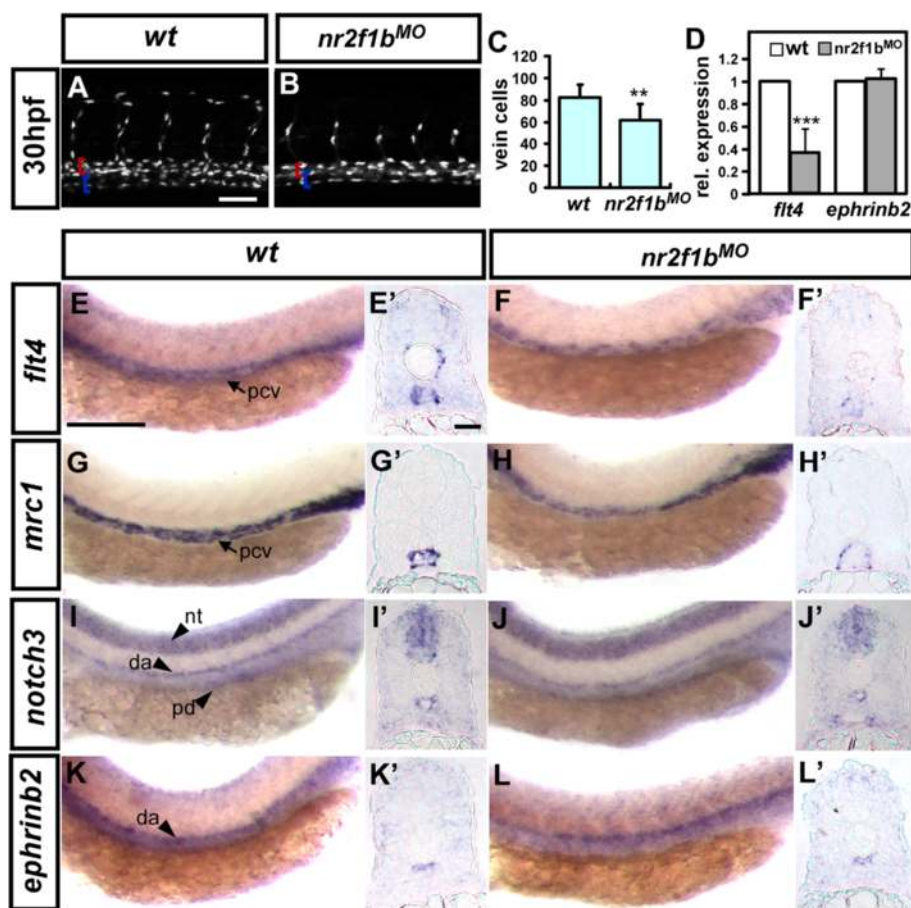 wt
nr2f1b^MO
30hpf
A
B
C
120
100
80
60
40
20
0
vein cells
**
wt
nr2f1b^MO
D
wt
nr2f1b^MO
1.2
1
0.8
0.6
0.4
0.2
0
rel. expression
***
flt4
ephrinb2
wt
nr2f1b^MO
flt4
E
pcv
E'
F
F'
mrc1
G
pcv
G'
H
H'
notch3
I
nt
da
pd
I'
J
J'
ephrinb2
K
da
K'
L
L'